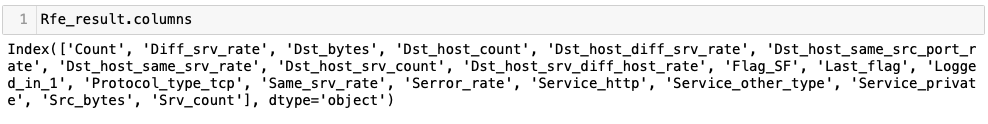 1 Rfe_result.columns
Index(['Count', 'Diff_srv_rate', 'Dst_bytes', 'Dst_host_count', 'Dst_host_diff_srv_rate', 'Dst_host_same_src_port_r
ate', 'Dst_host_same_srv_rate', 'Dst_host_srv_count', 'Dst_host_srv_diff_host_rate', 'Flag_SF', 'Last_flag', 'Logge
d_in_1', 'Protocol_type_tcp', 'Same_srv_rate', 'Serror_rate', 'Service_http', 'Service_other_type', 'Service_privat
e', 'Src_bytes', 'Srv_count'], dtype='object')